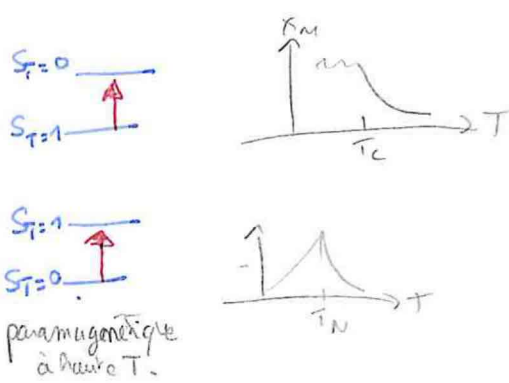 S_T=0
S_T=1
χ_M
T
T_C
S_T=1
S_T=0
T
T_N
paramagnétique
à haute T.